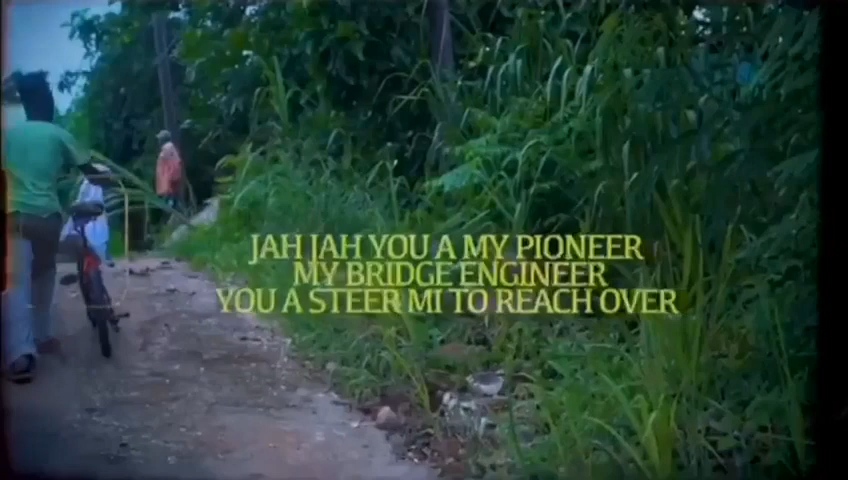 JAH JAH YOU A MY PIONEER
MY BRIDGE ENGINEER
YOU A STEER MI TO REACH OVER